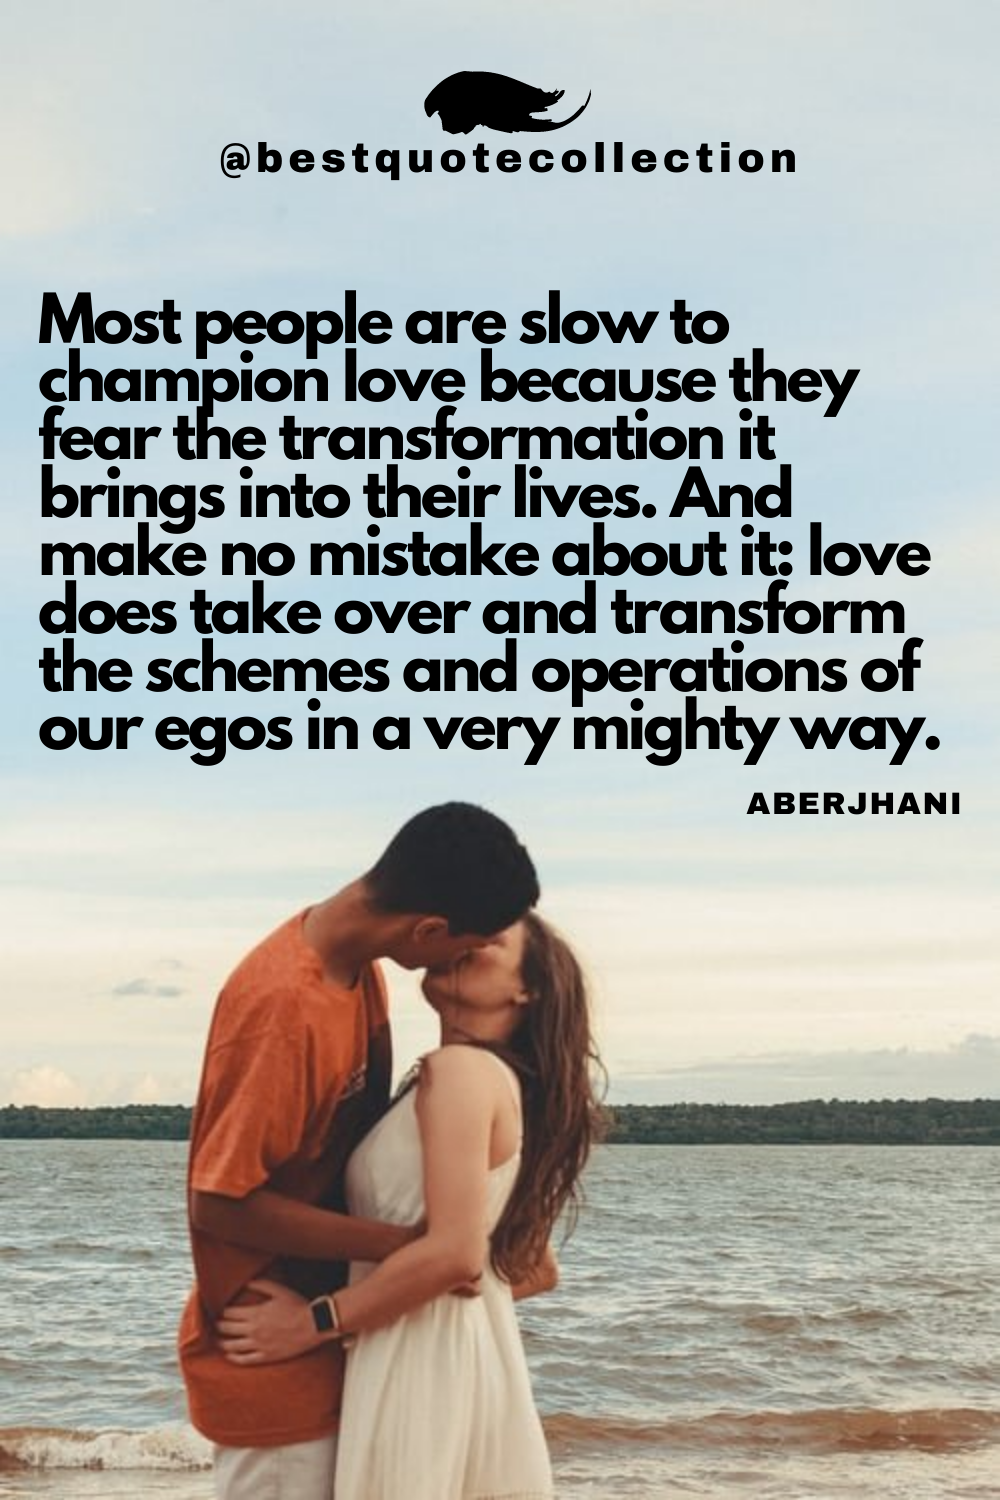 @bestquotecollection
Most people are slow to
champion love because they
fear the transformation it
brings into their lives. And
make no mistake about it: love
does take over and transform
the schemes and operations of
our egos in a very mighty way.
ABERJHANI